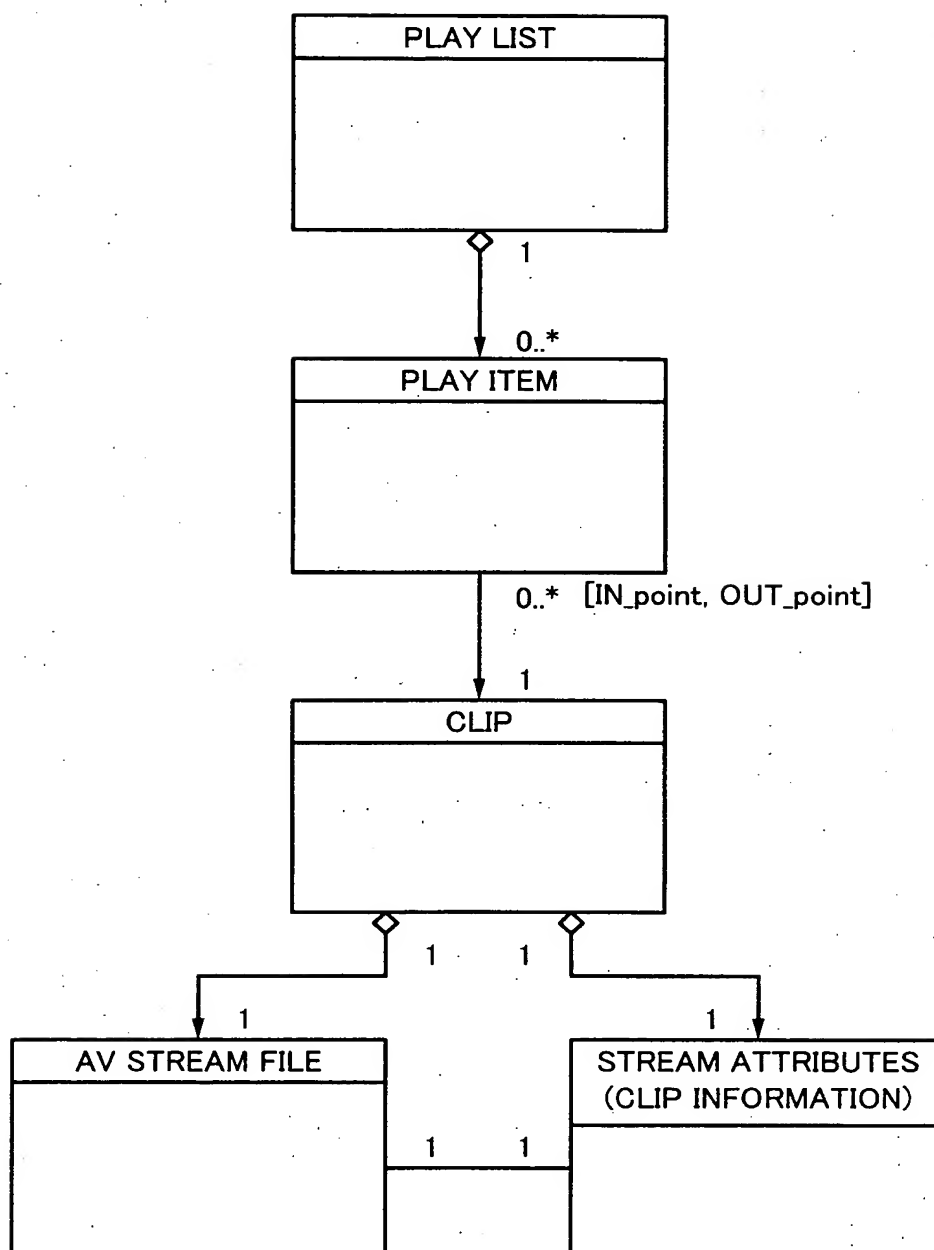 PLAY LIST
1
0..*
PLAY ITEM
0..* [IN_point, OUT_point]
1
CLIP
1 1
1 1
AV STREAM FILE
STREAM ATTRIBUTES
(CLIP INFORMATION)
1 1